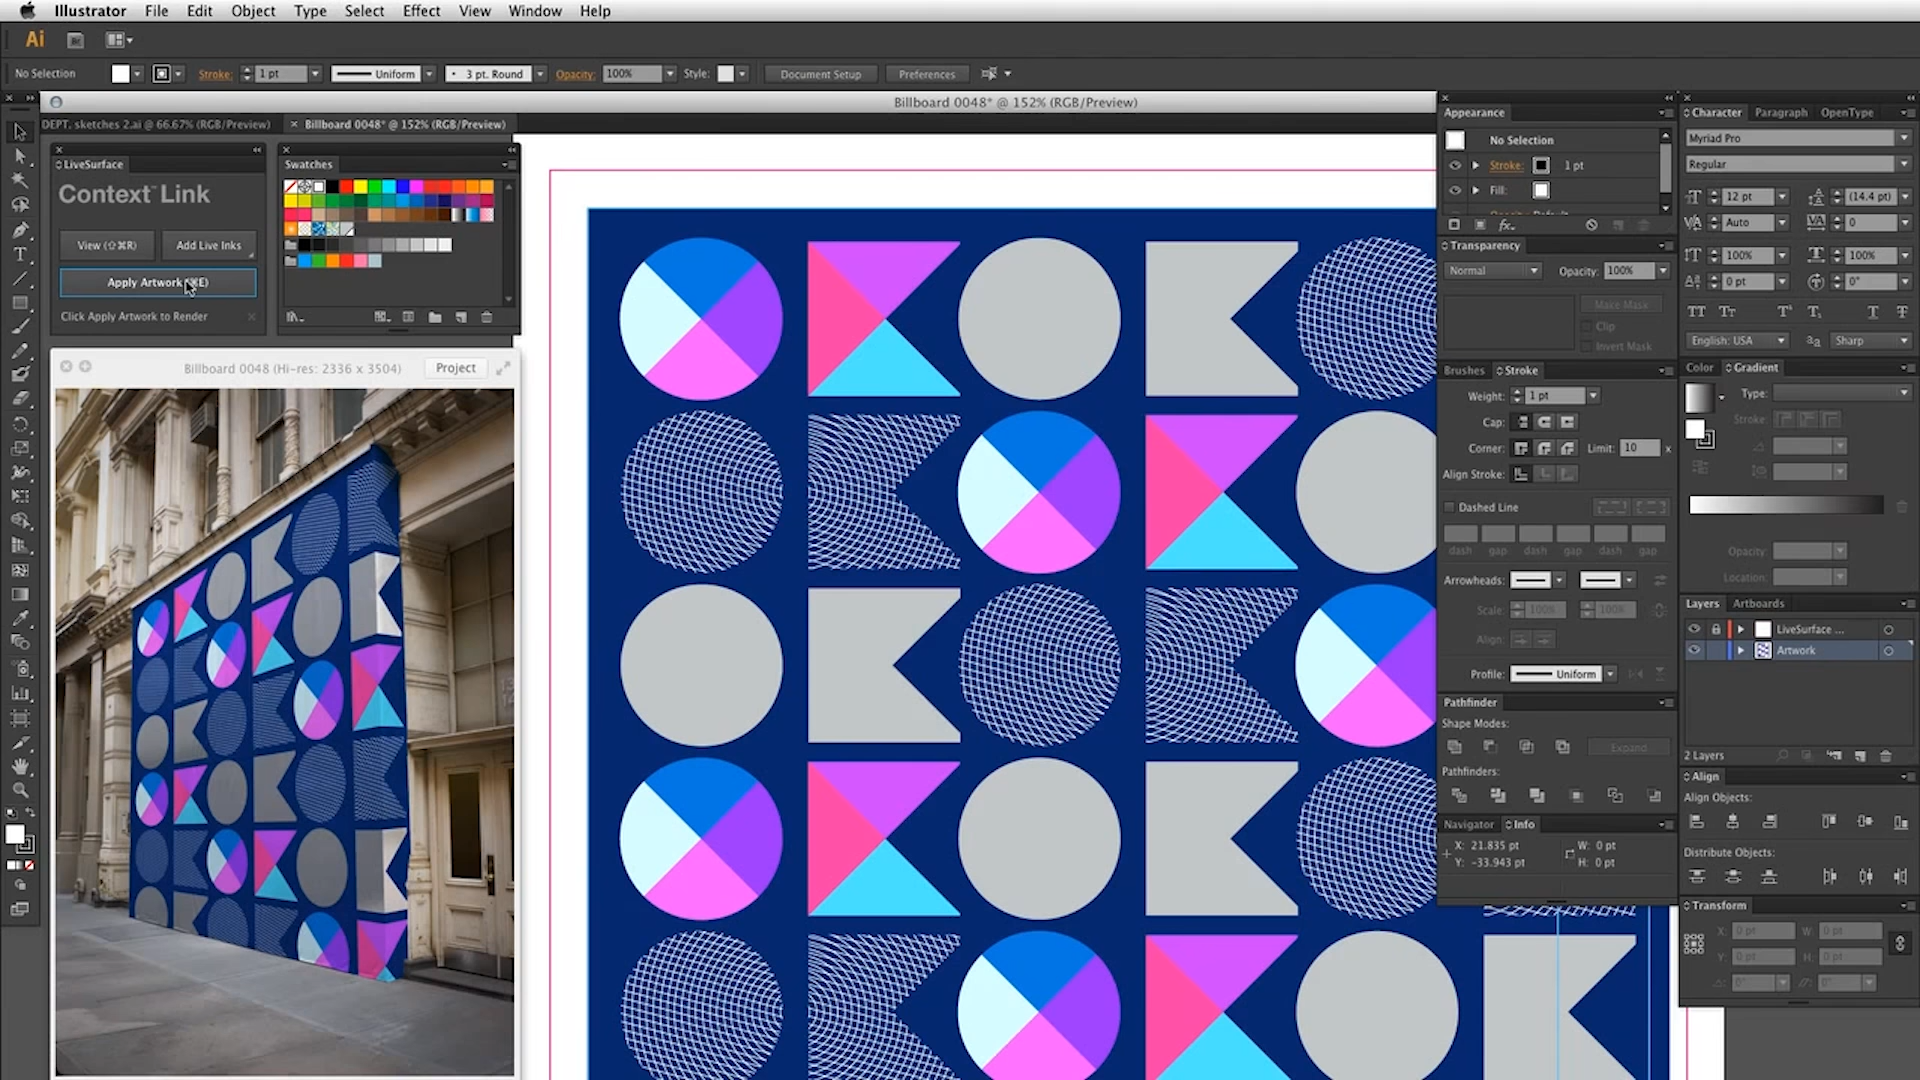 Illustrator File Edit Object Type Select Effect View Window Help
Ai Br
No Selection Stroke: 1 pt Uniform 3 pt. Round Opacity: 100% Style: Document Setup Preferences
Billboard 0048* @ 152% (RGB/Preview)
DEPT. sketches 2.ai @ 66.67% (RGB/Preview) × Billboard 0048* @ 152% (RGB/Preview)
LiveSurface
Context Link
View (⇧⌘R) Add Live Inks
Apply Artwork (⌘E)
Click Apply Artwork to Render
Swatches
Billboard 0048 (Hi-res: 2336 x 3504) Project
Appearance
No Selection
Stroke: 1 pt
Fill:
fx
Transparency
Normal Opacity: 100%
Make Mask
Clip
Invert Mask
Brushes Stroke
Weight: 1 pt
Cap:
Corner: Limit: 10 x
Align Stroke:
Dashed Line
dash gap dash gap dash gap
Arrowheads:
Scale: 100% 100%
Align:
Profile: Uniform
Pathfinder
Shape Modes:
Expand
Pathfinders:
Navigator Info
X: 21.835 pt W: 0 pt
Y: -33.943 pt H: 0 pt
Character Paragraph OpenType
Myriad Pro
Regular
12 pt (14.4 pt)
Auto 0
100% 100%
0 pt 0°
English: USA Sharp
Color Gradient
Type:
Stroke:
Opacity:
Location:
Layers Artboards
LiveSurface ...
Artwork
2 Layers
Align
Align Objects:
Distribute Objects:
Transform
X: 0 pt W: 0 pt
Y: 0 pt H: 0 pt
0° 0°